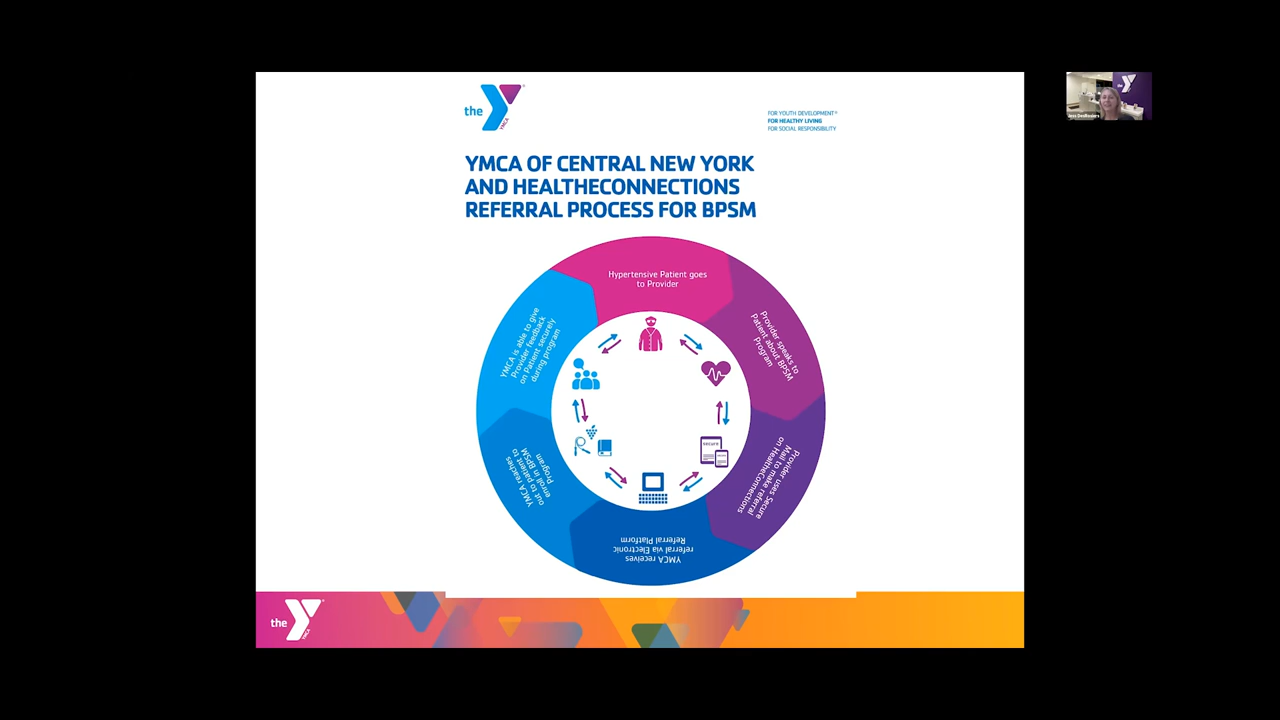 the
YMCA
FOR YOUTH DEVELOPMENT®
FOR HEALTHY LIVING
FOR SOCIAL RESPONSIBILITY
YMCA OF CENTRAL NEW YORK
AND HEALTHECONNECTIONS
REFERRAL PROCESS FOR BPSM
Hypertensive Patient goes
to Provider
Provider speaks to
Patient about BPSM
Program
Provider uses Secure
Mail to make referral
on HealtheConnections
YMCA receives
referral via Electronic
Referral Platform
YMCA reaches
out to patient to
enroll in BPSM
Program
YMCA is able to give
Provider feedback
on Patient securely
during program
the
YMCA